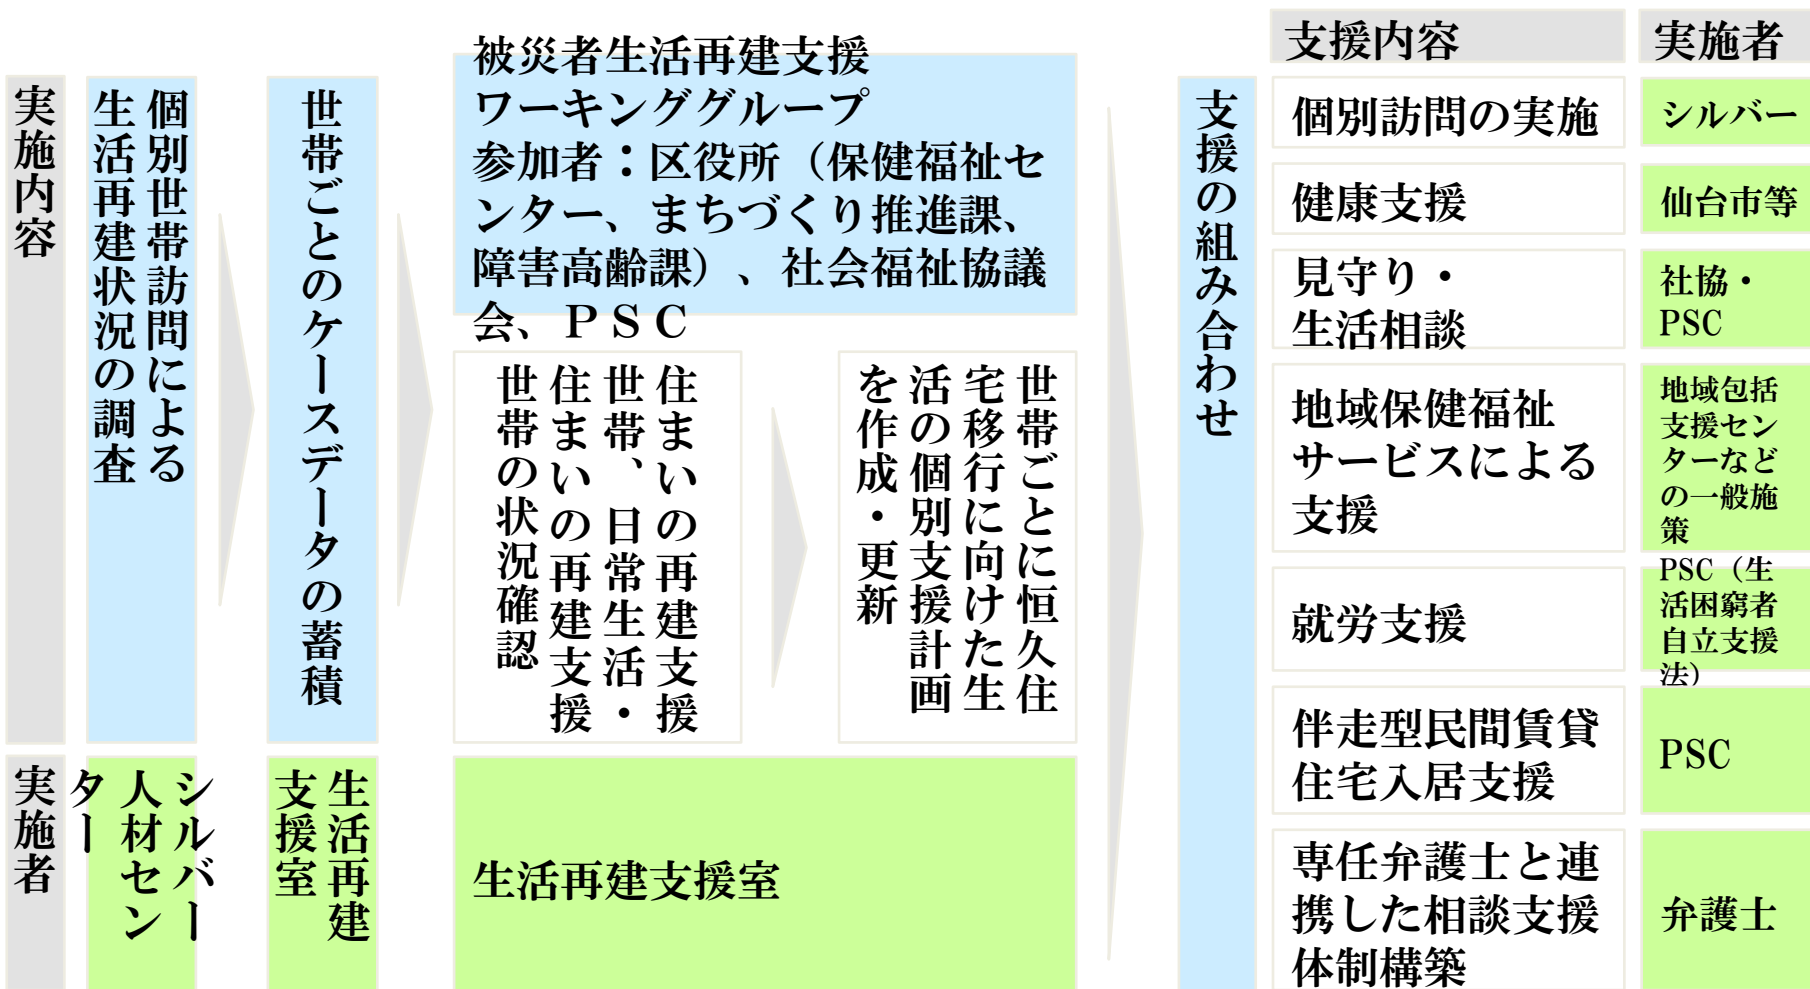 実施内容
個別世帯訪問による
生活再建状況の調査
世帯ごとのケースデータの蓄積
被災者生活再建支援
ワーキンググループ
参加者：区役所（保健福祉セ
ンター、まちづくり推進課、
障害高齢課）、社会福祉協議
会、ＰＳＣ
住まいの再建支援
世帯、日常生活・
住まいの再建支援
世帯の状況確認
世帯ごとに恒久住
宅移行に向けた生
活の個別支援計画
を作成・更新
実施者
シルバー
人材セン
ター
生活再建
支援室
生活再建支援室
支援の組み合わせ
支援内容
実施者
個別訪問の実施
シルバー
健康支援
仙台市等
見守り・
生活相談
社協・
PSC
地域保健福祉
サービスによる
支援
地域包括
支援セン
ターなど
の一般施
策
就労支援
PSC（生
活困窮者
自立支援
法）
伴走型民間賃貸
住宅入居支援
PSC
専任弁護士と連
携した相談支援
体制構築
弁護士